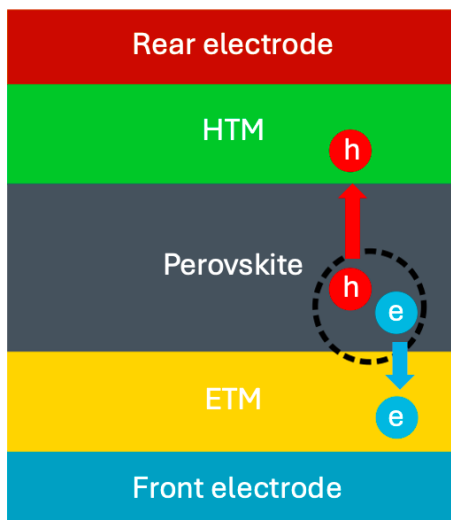 Rear electrode
HTM
h
Perovskite
h
e
ETM
e
Front electrode